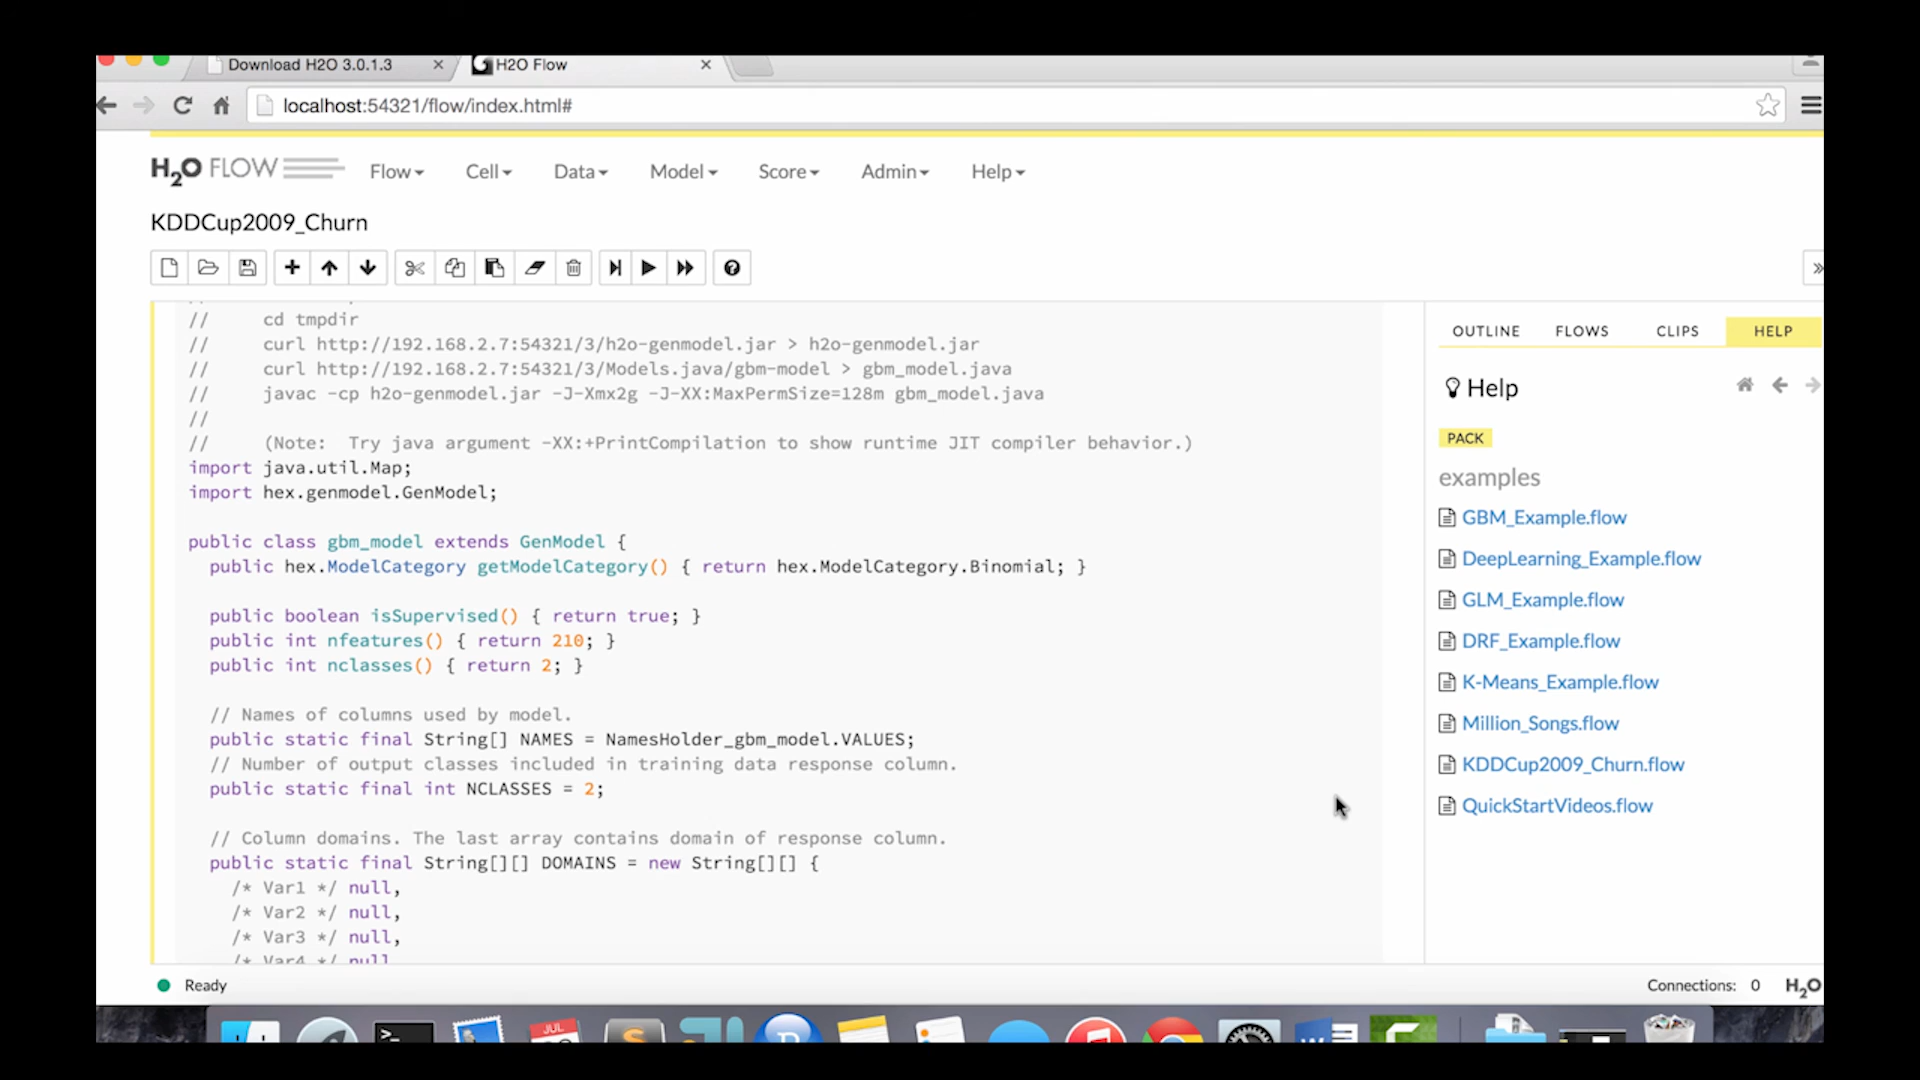 Download H2O 3.0.1.3
H2O Flow
localhost:54321/flow/index.html#
H2O FLOW
Flow
Cell
Data
Model
Score
Admin
Help
KDDCup2009_Churn
//     cd tmpdir
//     curl http://192.168.2.7:54321/3/h2o-genmodel.jar > h2o-genmodel.jar
//     curl http://192.168.2.7:54321/3/Models.java/gbm-model > gbm_model.java
//     javac -cp h2o-genmodel.jar -J-Xmx2g -J-XX:MaxPermSize=128m gbm_model.java
//
//     (Note:  Try java argument -XX:+PrintCompilation to show runtime JIT compiler behavior.)
import java.util.Map;
import hex.genmodel.GenModel;
public class gbm_model extends GenModel {
  public hex.ModelCategory getModelCategory() { return hex.ModelCategory.Binomial; }
  public boolean isSupervised() { return true; }
  public int nfeatures() { return 210; }
  public int nclasses() { return 2; }
  // Names of columns used by model.
  public static final String[] NAMES = NamesHolder_gbm_model.VALUES;
  // Number of output classes included in training data response column.
  public static final int NCLASSES = 2;
  // Column domains. The last array contains domain of response column.
  public static final String[][] DOMAINS = new String[][] {
    /* Var1 */ null,
    /* Var2 */ null,
    /* Var3 */ null,
    /* Var4 */ null
OUTLINE
FLOWS
CLIPS
HELP
Help
PACK
examples
GBM_Example.flow
DeepLearning_Example.flow
GLM_Example.flow
DRF_Example.flow
K-Means_Example.flow
Million_Songs.flow
KDDCup2009_Churn.flow
QuickStartVideos.flow
Ready
Connections: 0
H2O
JUL